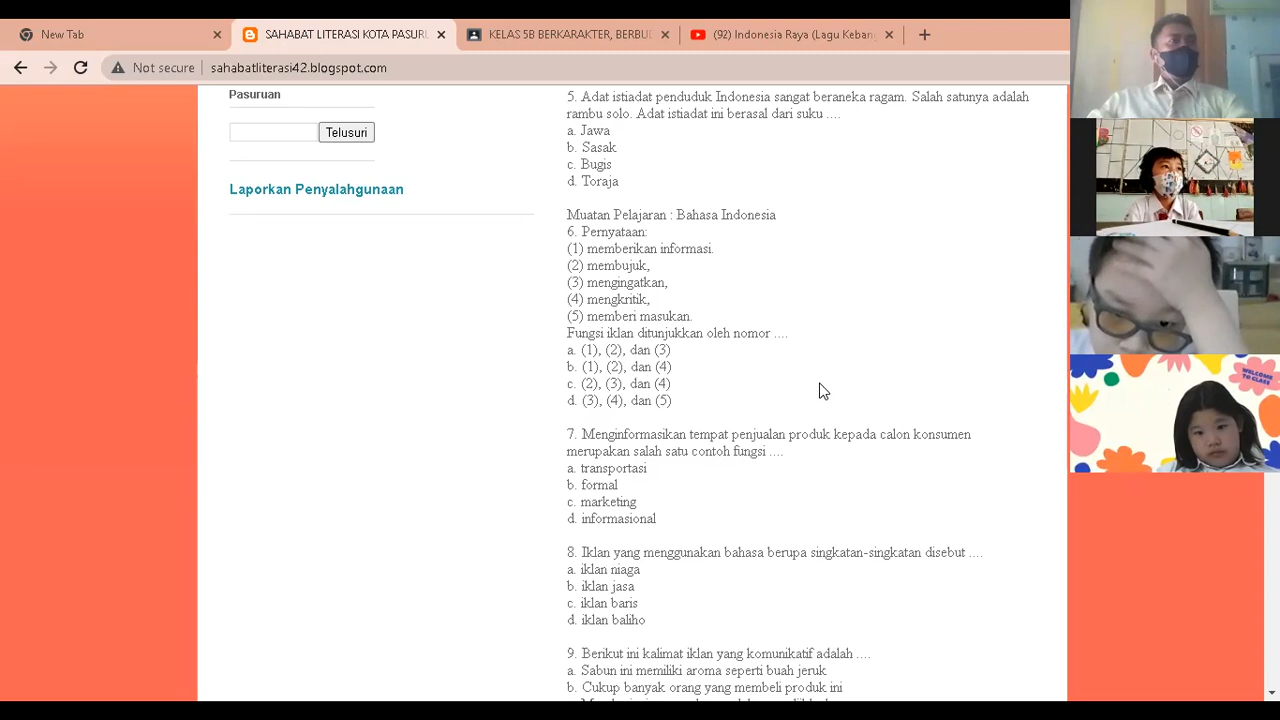 New Tab
SAHABAT LITERASI KOTA PASURU
KELAS 5B BERKARAKTER, BERBU
(92) Indonesia Raya (Lagu Keban
Not secure
sahabatliterasi42.blogspot.com
Pasuruan
Telusuri
Laporkan Penyalahgunaan
5. Adat istiadat penduduk Indonesia sangat beraneka ragam. Salah satunya adalah
rambu solo. Adat istiadat ini berasal dari suku ....
a. Jawa
b. Sasak
c. Bugis
d. Toraja
Muatan Pelajaran : Bahasa Indonesia
6. Pernyataan:
(1) memberikan informasi.
(2) membujuk,
(3) mengingatkan,
(4) mengkritik,
(5) memberi masukan.
Fungsi iklan ditunjukkan oleh nomor ....
a. (1), (2), dan (3)
b. (1), (2), dan (4)
c. (2), (3), dan (4)
d. (3), (4), dan (5)
7. Menginformasikan tempat penjualan produk kepada calon konsumen
merupakan salah satu contoh fungsi ....
a. transportasi
b. formal
c. marketing
d. informasional
8. Iklan yang menggunakan bahasa berupa singkatan-singkatan disebut ....
a. iklan niaga
b. iklan jasa
c. iklan baris
d. iklan baliho
9. Berikut ini kalimat iklan yang komunikatif adalah ....
a. Sabun ini memiliki aroma seperti buah jeruk
b. Cukup banyak orang yang membeli produk ini
WELCOME
TO CLASS